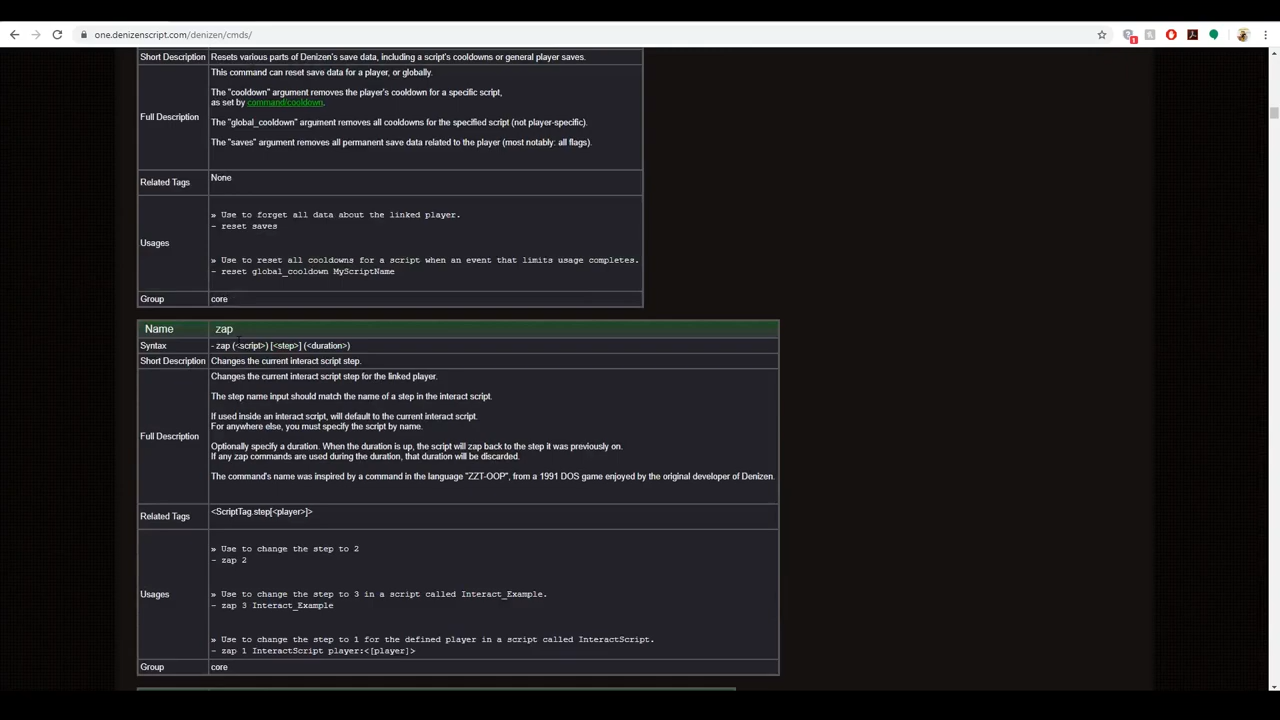 one.denizenscript.com/denizen/cmds/
Short Description Resets various parts of Denizen's save data, including a script's cooldowns or general player saves.
This command can reset save data for a player, or globally.
The "cooldown" argument removes the player's cooldown for a specific script,
as set by command/cooldown.
Full Description
The "global_cooldown" argument removes all cooldowns for the specified script (not player-specific).
The "saves" argument removes all permanent save data related to the player (most notably: all flags).
Related Tags None
» Use to forget all data about the linked player.
- reset saves
Usages
» Use to reset all cooldowns for a script when an event that limits usage completes.
- reset global_cooldown MyScriptName
Group core
Name zap
Syntax - zap (<script>) [<step>] (<duration>)
Short Description Changes the current interact script step.
Changes the current interact script step for the linked player.
The step name input should match the name of a step in the interact script.
If used inside an interact script, will default to the current interact script.
For anywhere else, you must specify the script by name.
Full Description
Optionally specify a duration. When the duration is up, the script will zap back to the step it was previously on.
If any zap commands are used during the duration, that duration will be discarded.
The command's name was inspired by a command in the language "ZZT-OOP", from a 1991 DOS game enjoyed by the original developer of Denizen.
Related Tags <ScriptTag.step[<player>]>
» Use to change the step to 2
- zap 2
Usages
» Use to change the step to 3 in a script called Interact_Example.
- zap 3 Interact_Example
» Use to change the step to 1 for the defined player in a script called InteractScript.
- zap 1 InteractScript player:<[player]>
Group core